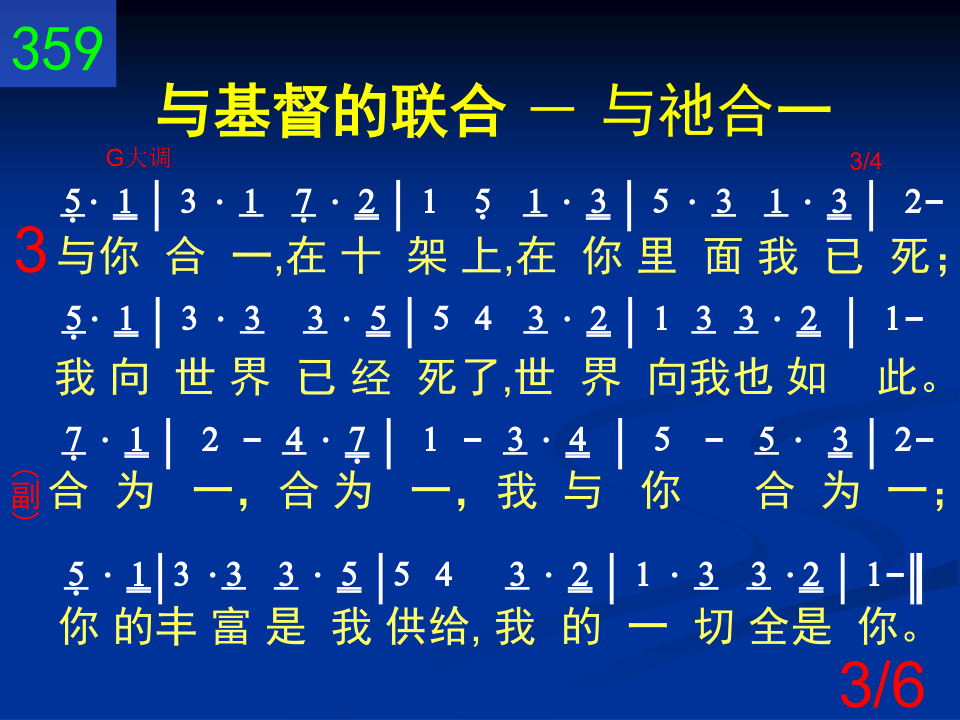 359
与基督的联合 － 与祂合一
G大调
3/4
5· 1 | 3 · 1 7 · 2 | 1 5 1 · 3 | 5 · 3 1 · 3 | 2-
3 与你 合 一,在 十 架 上,在 你 里 面 我 已 死；
5· 1 | 3 · 3 3 · 5 | 5 4 3 · 2 | 1 3 3 · 2 | 1-
我 向 世 界 已 经 死了,世 界 向我也 如 此。
7 · 1 | 2 - 4 · 7 | 1 - 3 · 4 | 5 - 5 · 3 | 2-
（副） 合 为 一，合 为 一，我 与 你 合 为 一；
5 · 1 | 3 · 3 3 · 5 | 5 4 3 · 2 | 1 · 3 3 · 2 | 1-‖
你 的丰 富 是 我 供给, 我 的 一 切 全是 你。
3/6